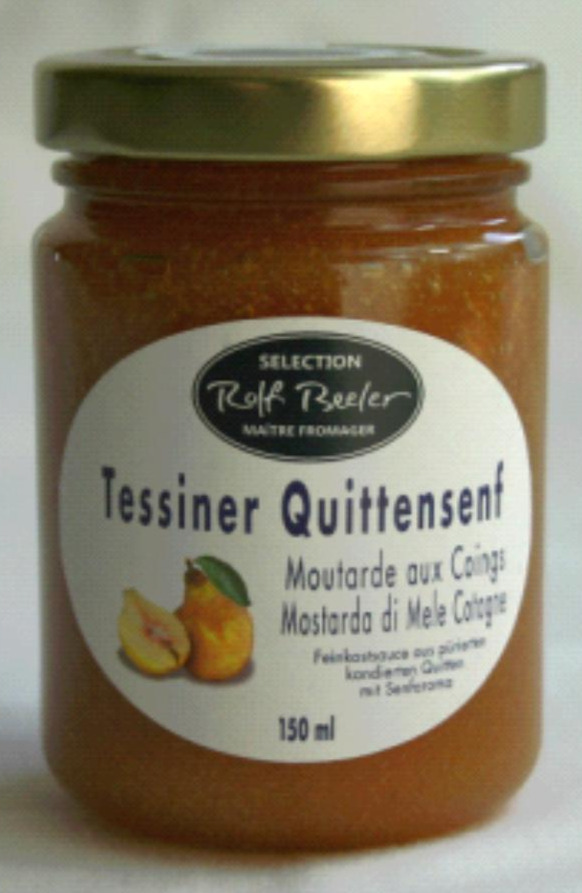 SELECTION
Rolf Beeler
MAÎTRE FROMAGER
Tessiner Quittensenf
Moutarde aux Coings
Mostarda di Mele Cotogne
Feinkostsauce aus pürierten
kandierten Quitten
mit Senfaroma
150 ml